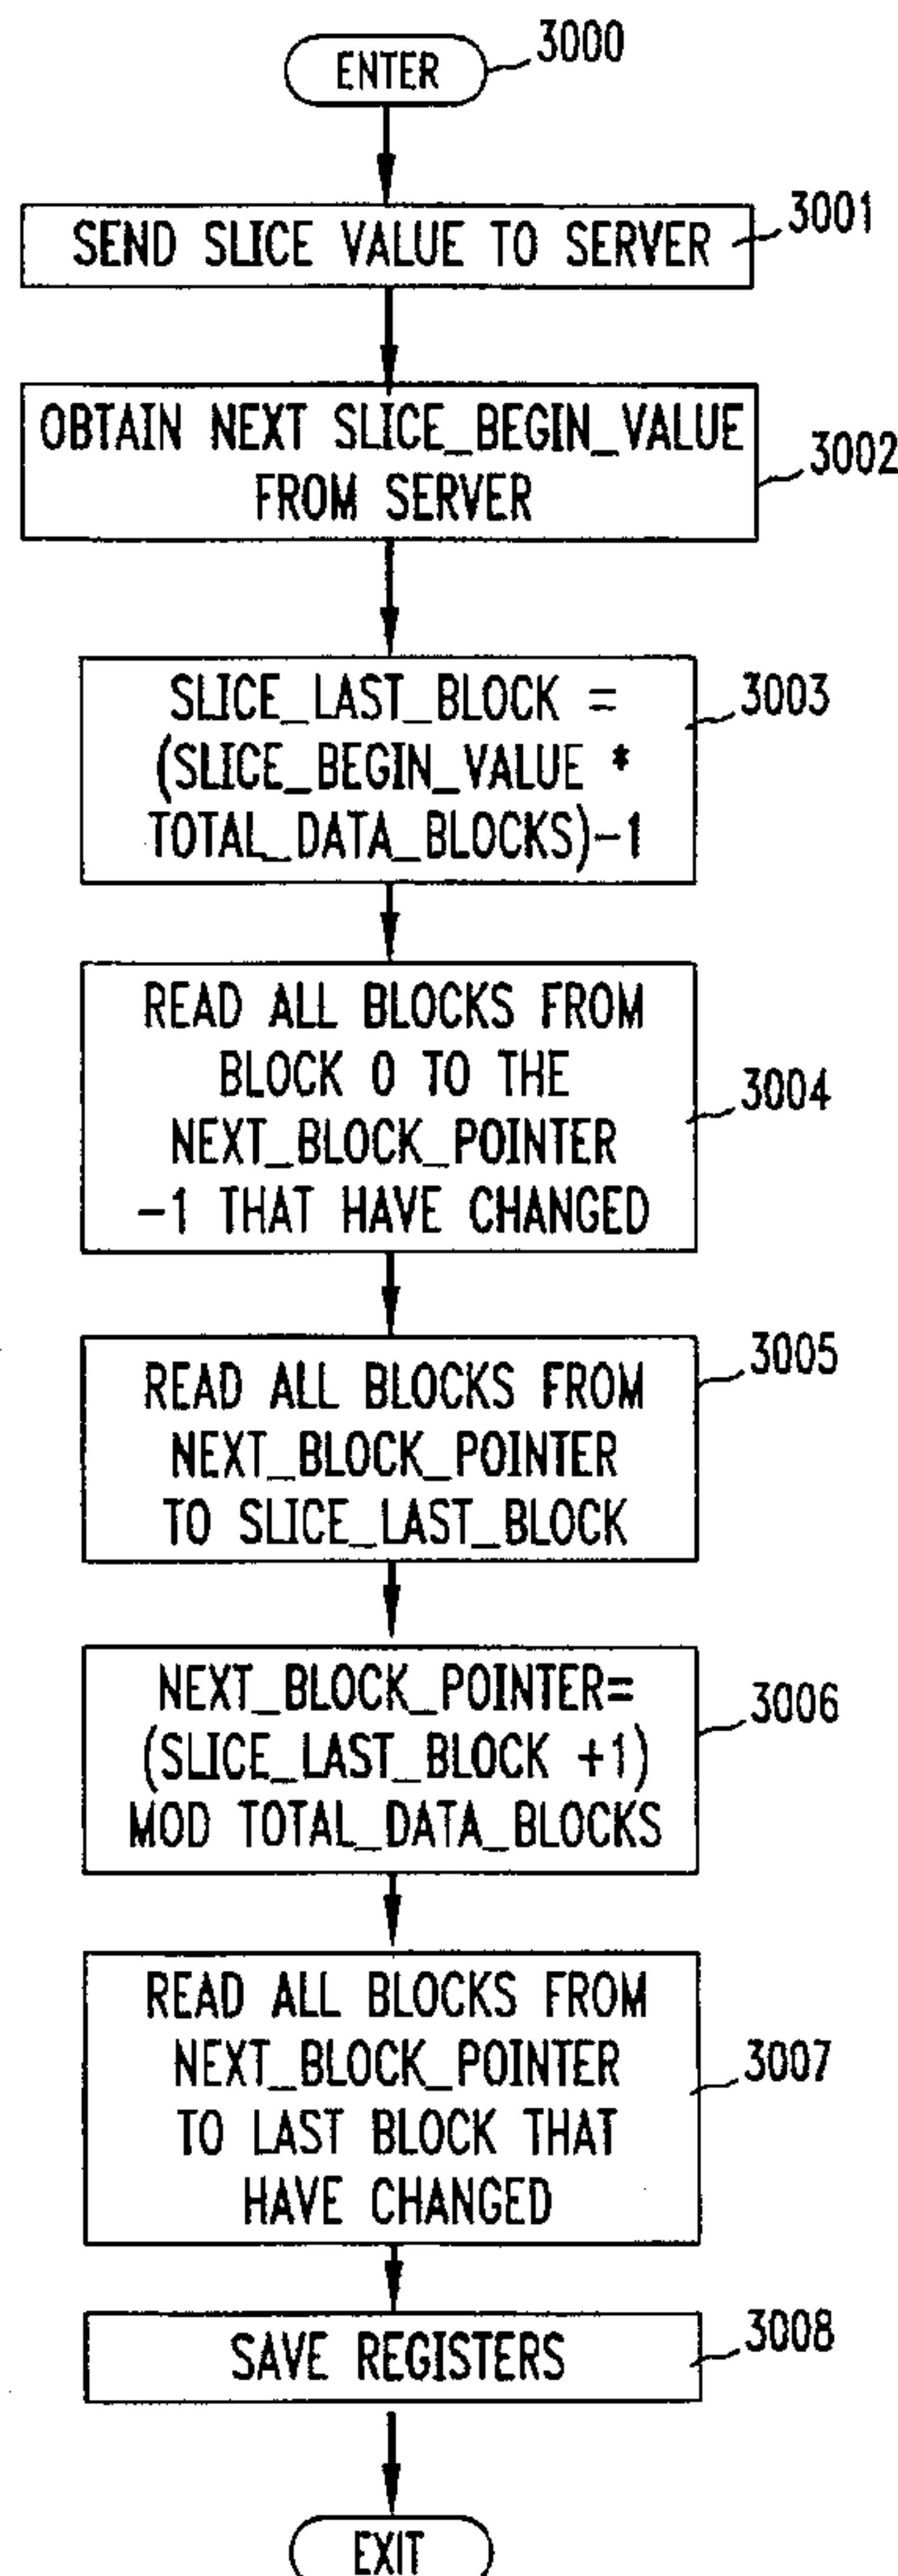 ENTER
3000
SEND SLICE VALUE TO SERVER
3001
OBTAIN NEXT SLICE_BEGIN_VALUE
FROM SERVER
3002
SLICE_LAST_BLOCK =
(SLICE_BEGIN_VALUE *
TOTAL_DATA_BLOCKS)-1
3003
READ ALL BLOCKS FROM
BLOCK 0 TO THE
NEXT_BLOCK_POINTER
-1 THAT HAVE CHANGED
3004
READ ALL BLOCKS FROM
NEXT_BLOCK_POINTER
TO SLICE_LAST_BLOCK
3005
NEXT_BLOCK_POINTER=
(SLICE_LAST_BLOCK +1)
MOD TOTAL_DATA_BLOCKS
3006
READ ALL BLOCKS FROM
NEXT_BLOCK_POINTER
TO LAST BLOCK THAT
HAVE CHANGED
3007
SAVE REGISTERS
3008
EXIT